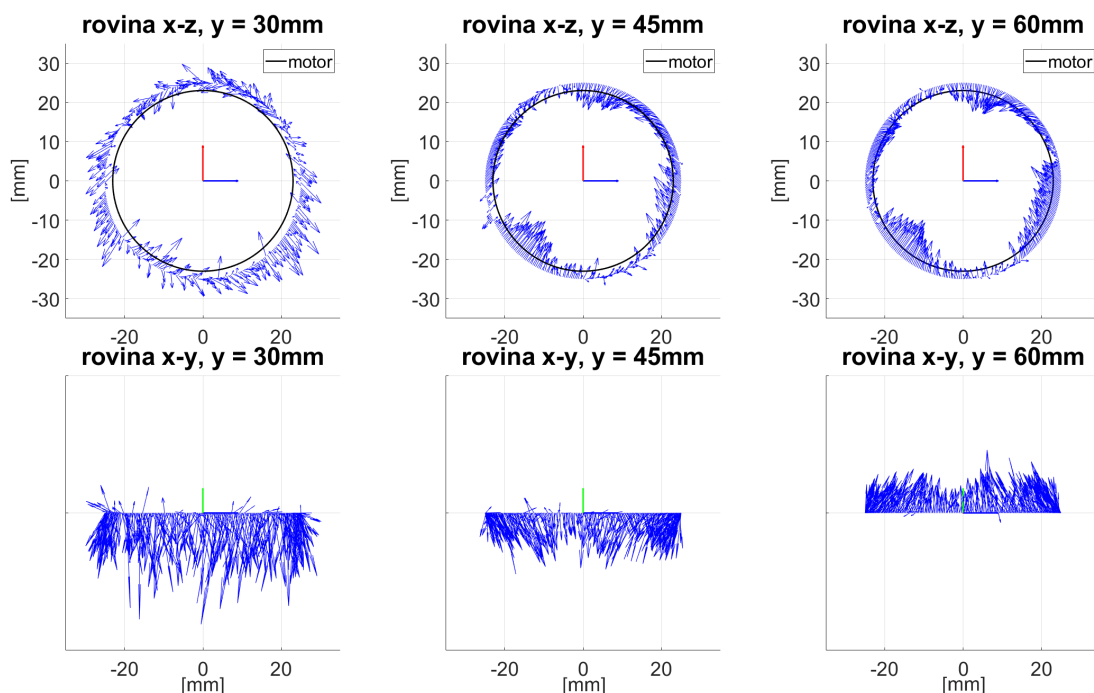 rovina x-z, y = 30mm
motor
30
20
10
0
-10
-20
-30
[mm]
-20
0
20
rovina x-z, y = 45mm
motor
30
20
10
0
-10
-20
-30
[mm]
-20
0
20
rovina x-z, y = 60mm
motor
30
20
10
0
-10
-20
-30
[mm]
-20
0
20
rovina x-y, y = 30mm
-20
0
20
[mm]
rovina x-y, y = 45mm
-20
0
20
[mm]
rovina x-y, y = 60mm
-20
0
20
[mm]